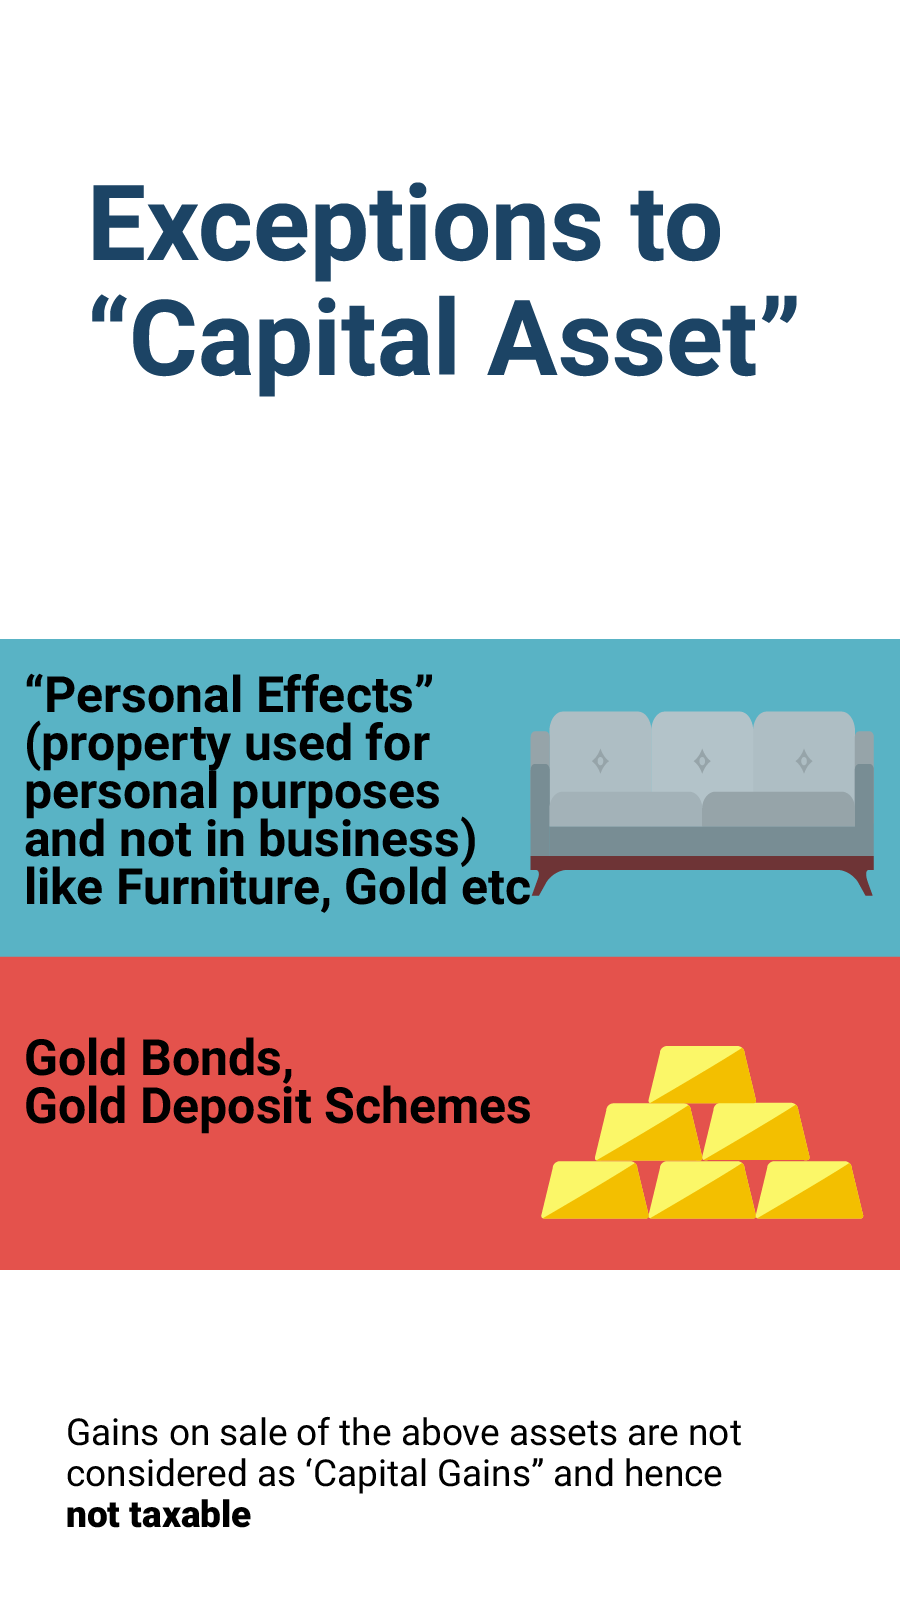 Exceptions to
“Capital Asset”
“Personal Effects”
(property used for
personal purposes
and not in business)
like Furniture, Gold etc
Gold Bonds,
Gold Deposit Schemes
Gains on sale of the above assets are not
considered as ‘Capital Gains” and hence
not taxable